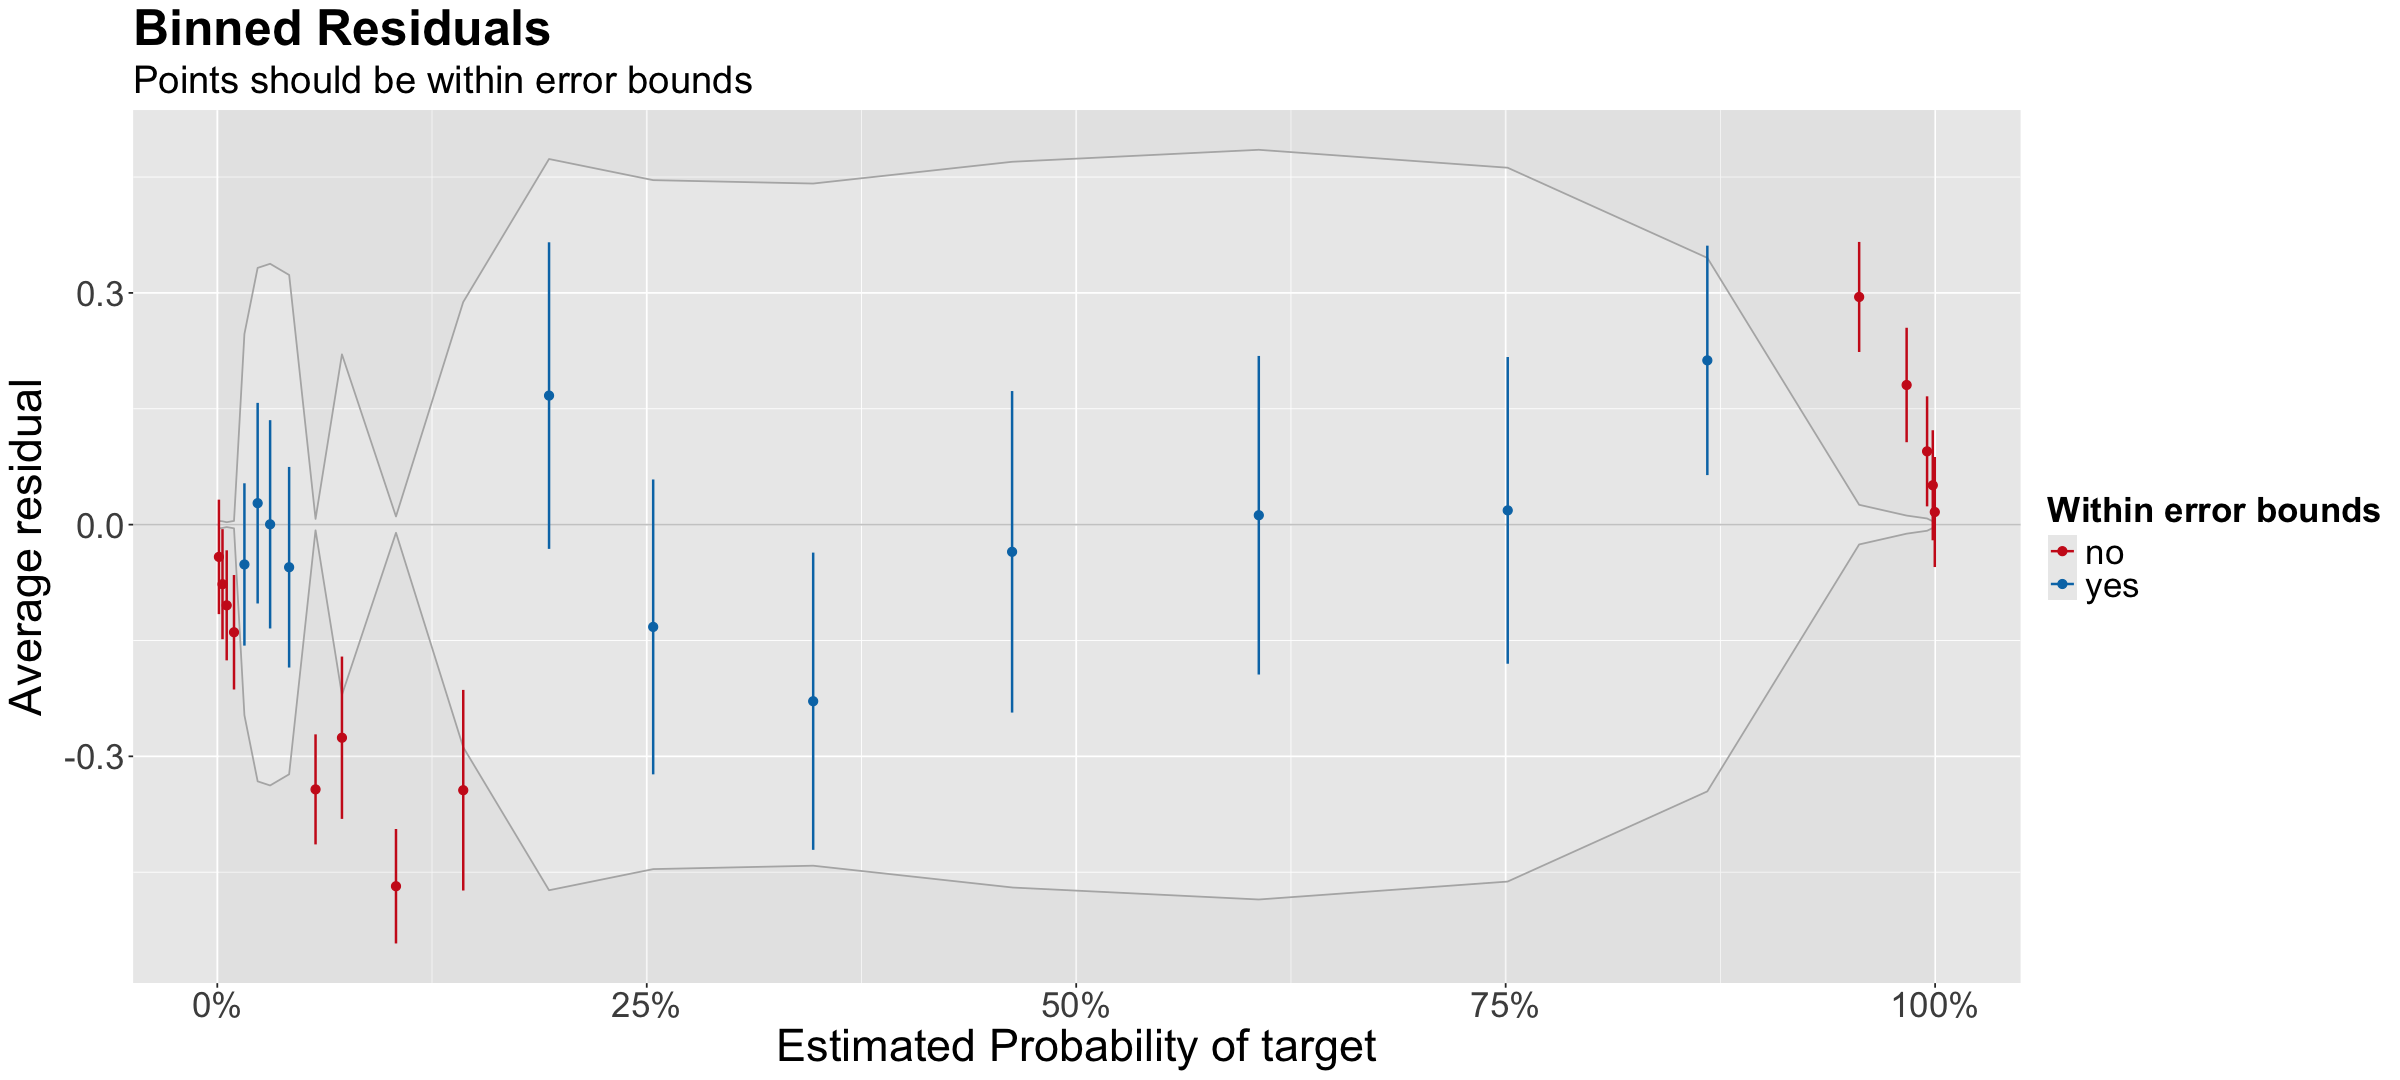 Binned Residuals
Points should be within error bounds
Average residual
0.3
0.0
-0.3
0%
25%
50%
75%
100%
Estimated Probability of target
Within error bounds
no
yes